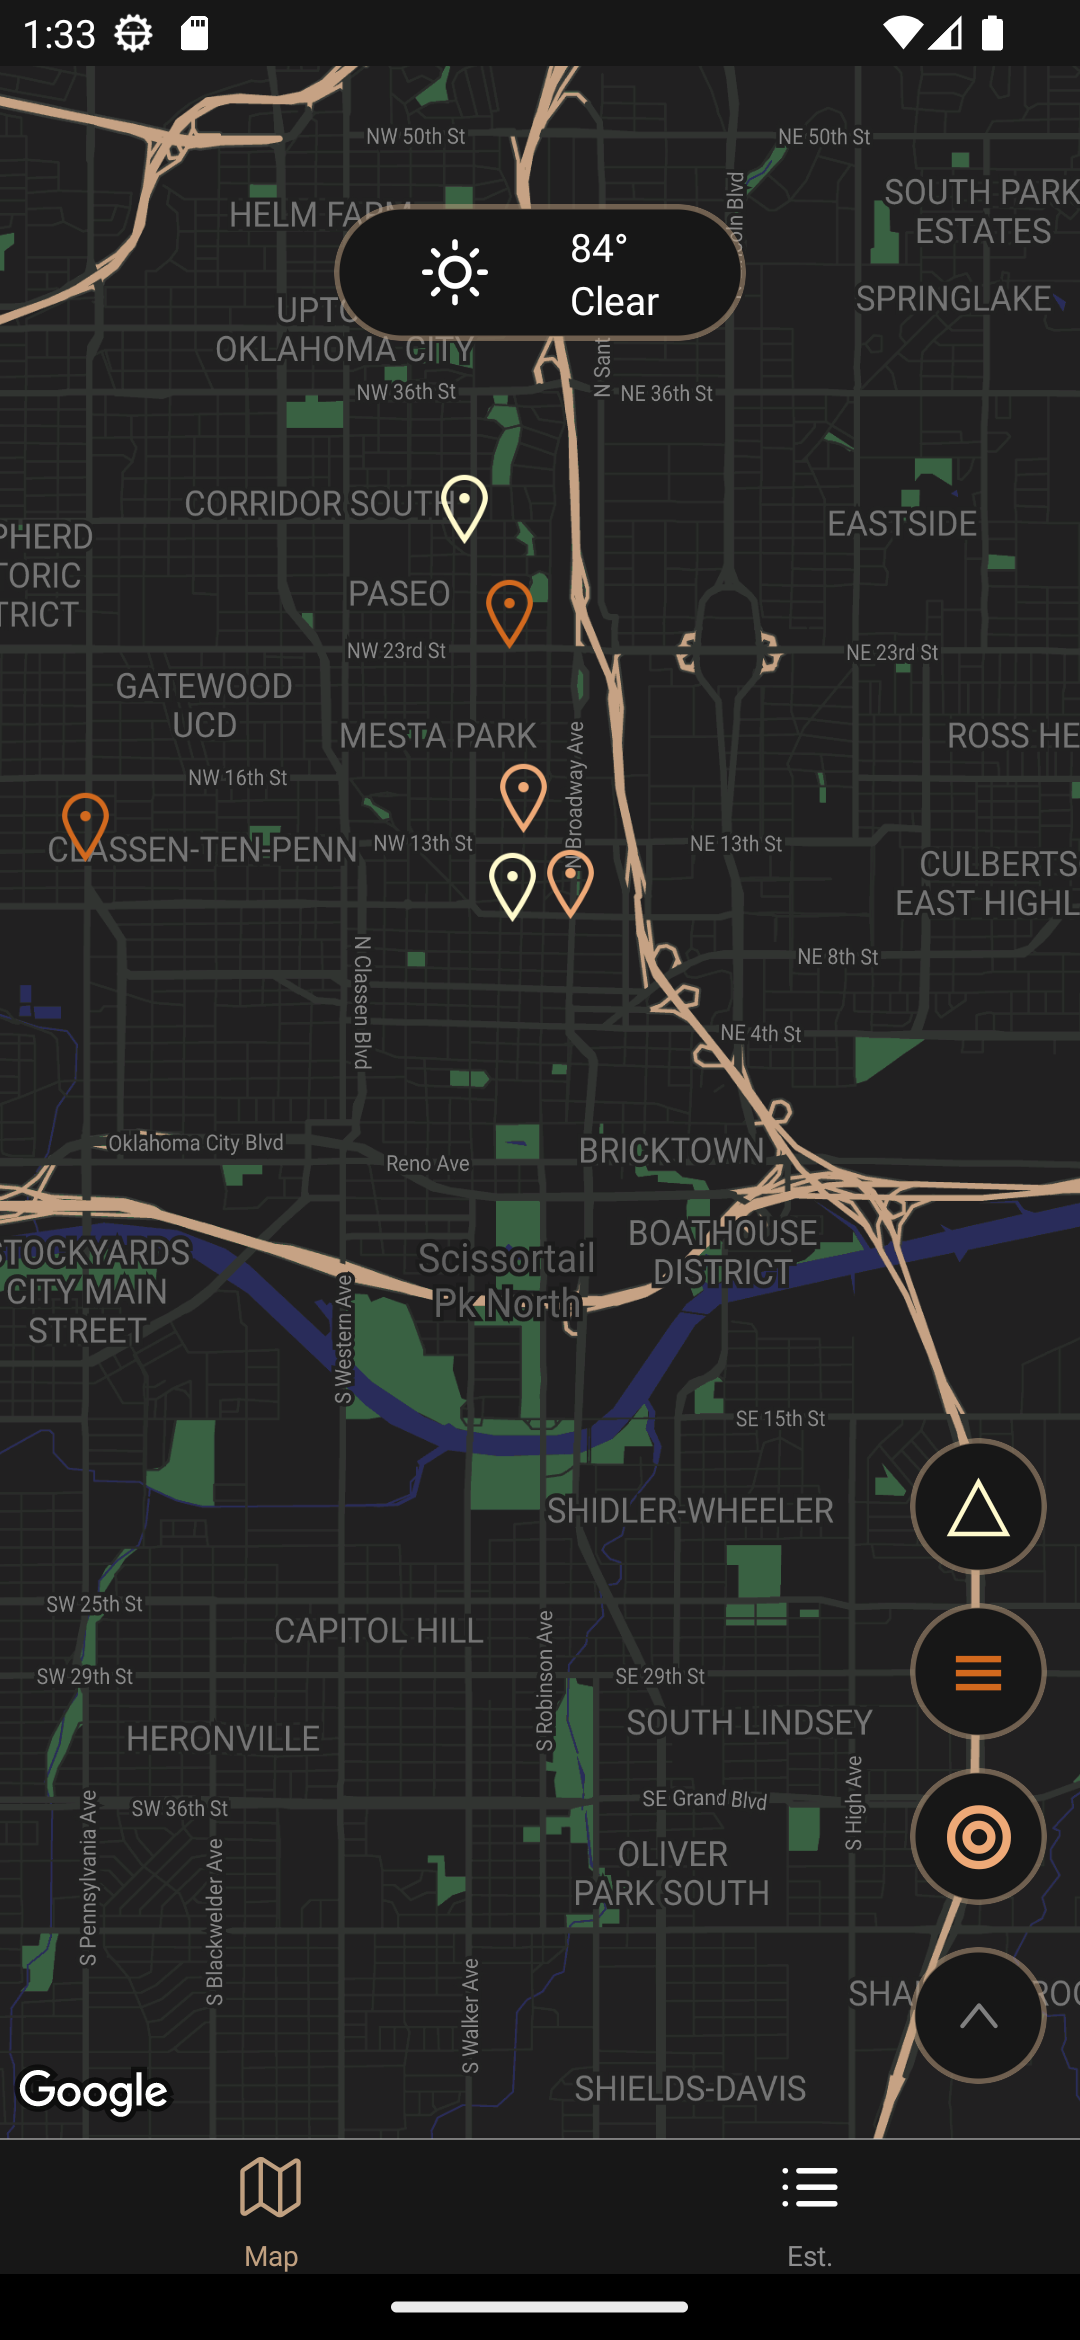 1:33
NW 50th St
NE 50th St
SOUTH PARK
ESTATES
HELM FARM
84°
Clear
SPRINGLAKE
OKLAHOMA CITY
NW 36th St
N Sant
NE 36th St
CORRIDOR SOUTH
EASTSIDE
PHERD
TORIC
TRICT
PASEO
NW 23rd St
NE 23rd St
GATEWOOD
UCD
MESTA PARK
ROSS HE
NW 16th St
N Broadway Ave
CLASSEN-TEN-PENN
NW 13th St
NE 13th St
CULBERTS
EAST HIGHL
N Classen Blvd
NE 8th St
NE 4th St
Oklahoma City Blvd
Reno Ave
BRICKTOWN
STOCKYARDS
CITY MAIN
STREET
BOATHOUSE
DISTRICT
Scissortail
Pk North
S Western Ave
SE 15th St
SHIDLER-WHEELER
SW 25th St
CAPITOL HILL
S Robinson Ave
SW 29th St
SE 29th St
HERONVILLE
SOUTH LINDSEY
SW 36th St
SE Grand Blvd
S High Ave
S Pennsylvania Ave
S Blackwelder Ave
OLIVER
PARK SOUTH
S Walker Ave
SHA
Google
SHIELDS-DAVIS
Map
Est.